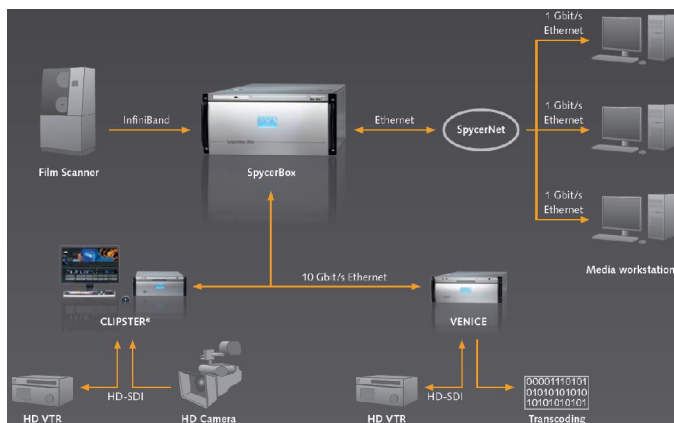 1 Gbit/s
Ethernet
InfiniBand
Ethernet
SpycerNet
1 Gbit/s
Ethernet
Film Scanner
SpycerBox
1 Gbit/s
Ethernet
Media workstation
10 Gbit/s Ethernet
CLIPSTER®
VENICE
HD-SDI
HD-SDI
00001110101
01010101010
10101010101
HD VTR
HD Camera
HD VTR
Transcoding